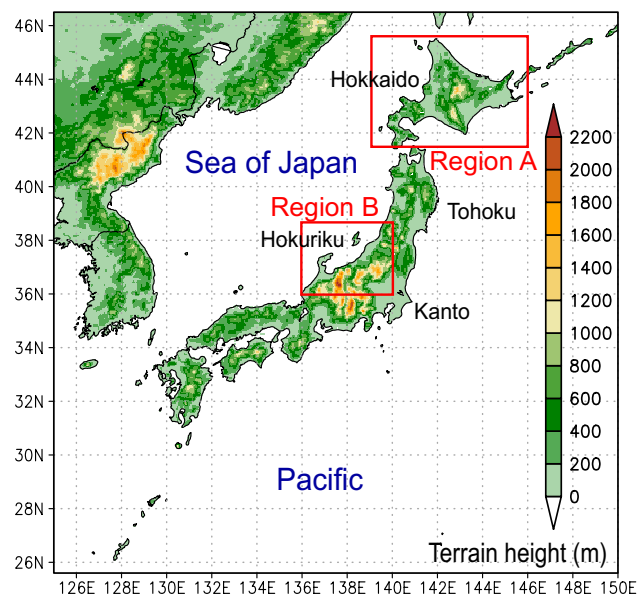 46N
44N
42N
40N
38N
36N
34N
32N
30N
28N
26N
Hokkaido
Region A
Sea of Japan
Region B
Tohoku
Hokuriku
Kanto
Pacific
2200
2000
1800
1600
1400
1200
1000
800
600
400
200
0
Terrain height (m)
126E 128E 130E 132E 134E 136E 138E 140E 142E 144E 146E 148E 150E